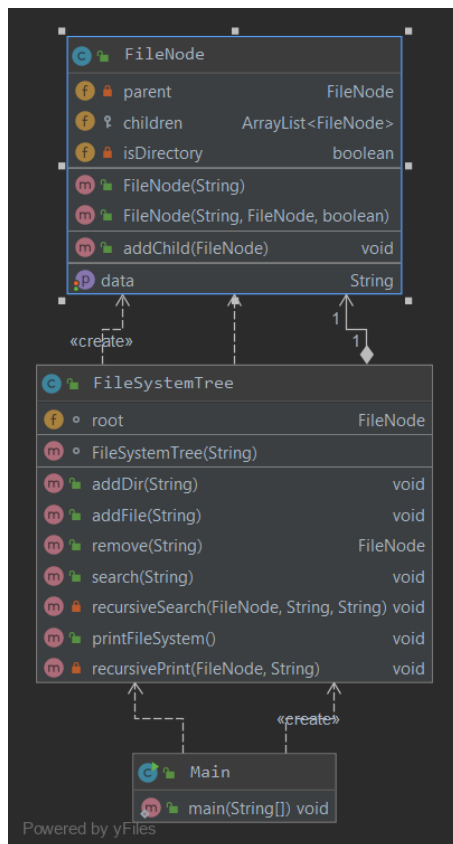 FileNode
parent FileNode
children ArrayList<FileNode>
isDirectory boolean
FileNode(String)
FileNode(String, FileNode, boolean)
addChild(FileNode) void
data String
«create»
1
1
FileSystemTree
root FileNode
FileSystemTree(String)
addDir(String) void
addFile(String) void
remove(String) FileNode
search(String) void
recursiveSearch(FileNode, String, String) void
printFileSystem() void
recursivePrint(FileNode, String) void
«create»
Main
main(String[]) void
Powered by yFiles